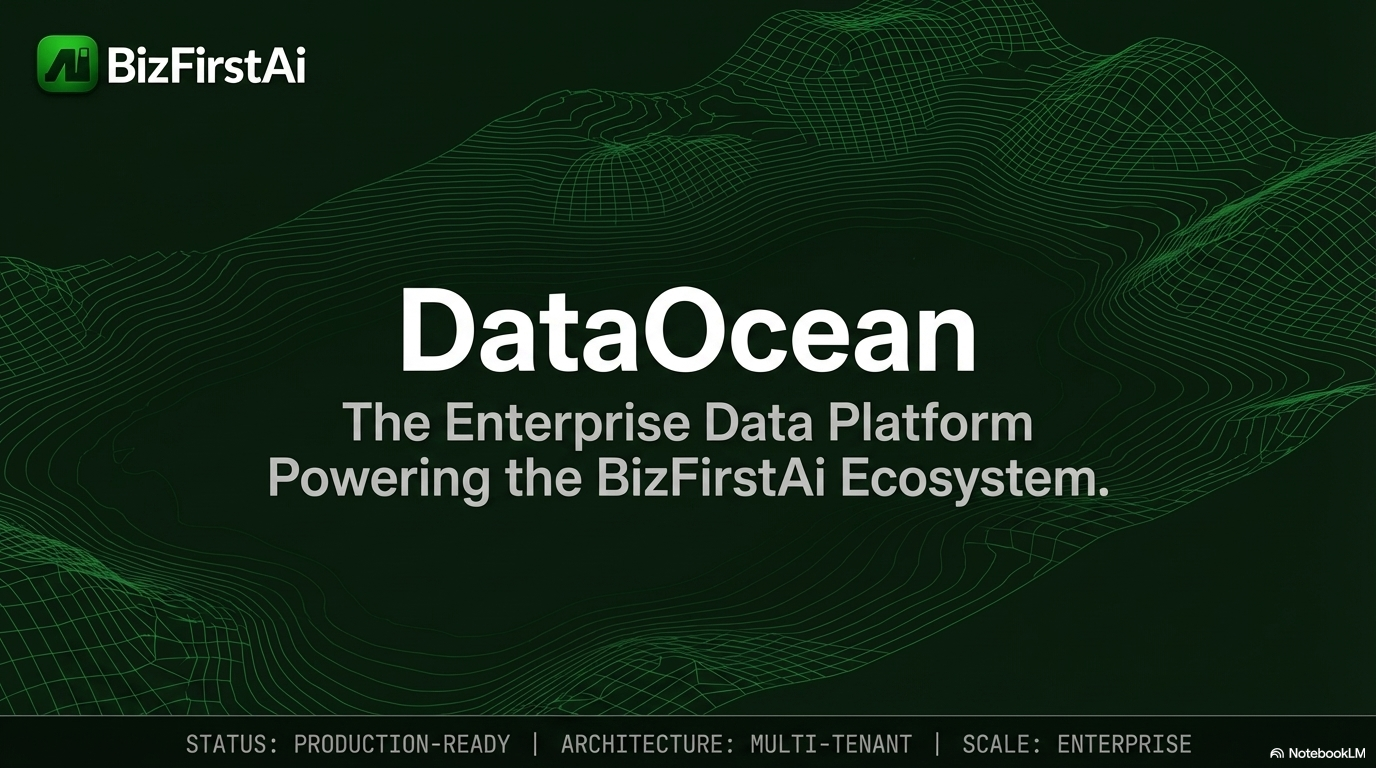 BizFirstAi
DataOcean
The Enterprise Data Platform
Powering the BizFirstAi Ecosystem.
STATUS: PRODUCTION-READY | ARCHITECTURE: MULTI-TENANT | SCALE: ENTERPRISE
NotebookLM